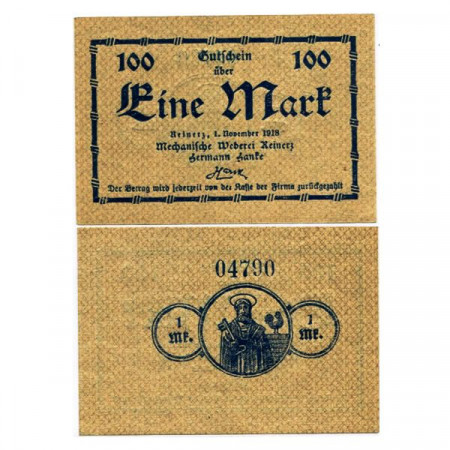 100 Gutschein 100
über
Eine Mark
Reinerz, 1. November 1918
Mechanische Weberei Reinerz
Hermann Hanke
Der Betrag wird jederzeit von der Kasse der Firma zurückgezahlt
04790
1 1
Mk. Mk.